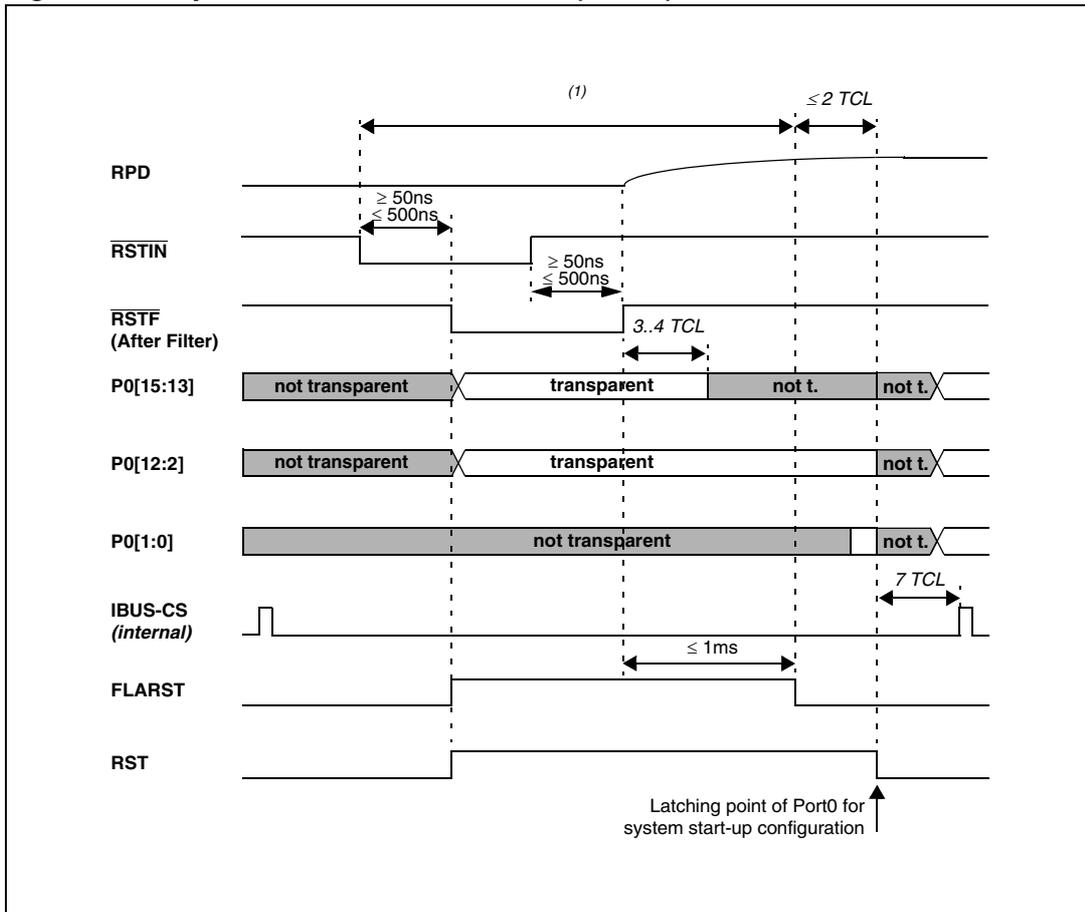 (1)
≤ 2 TCL
RPD
≥ 50ns
≤ 500ns
RSTIN
≥ 50ns
≤ 500ns
RSTF
(After Filter)
3..4 TCL
P0[15:13]
not transparent
transparent
not t.
not t.
P0[12:2]
not transparent
transparent
not t.
P0[1:0]
not transparent
not t.
7 TCL
IBUS-CS
(internal)
≤ 1ms
FLARST
RST
Latching point of Port0 for
system start-up configuration